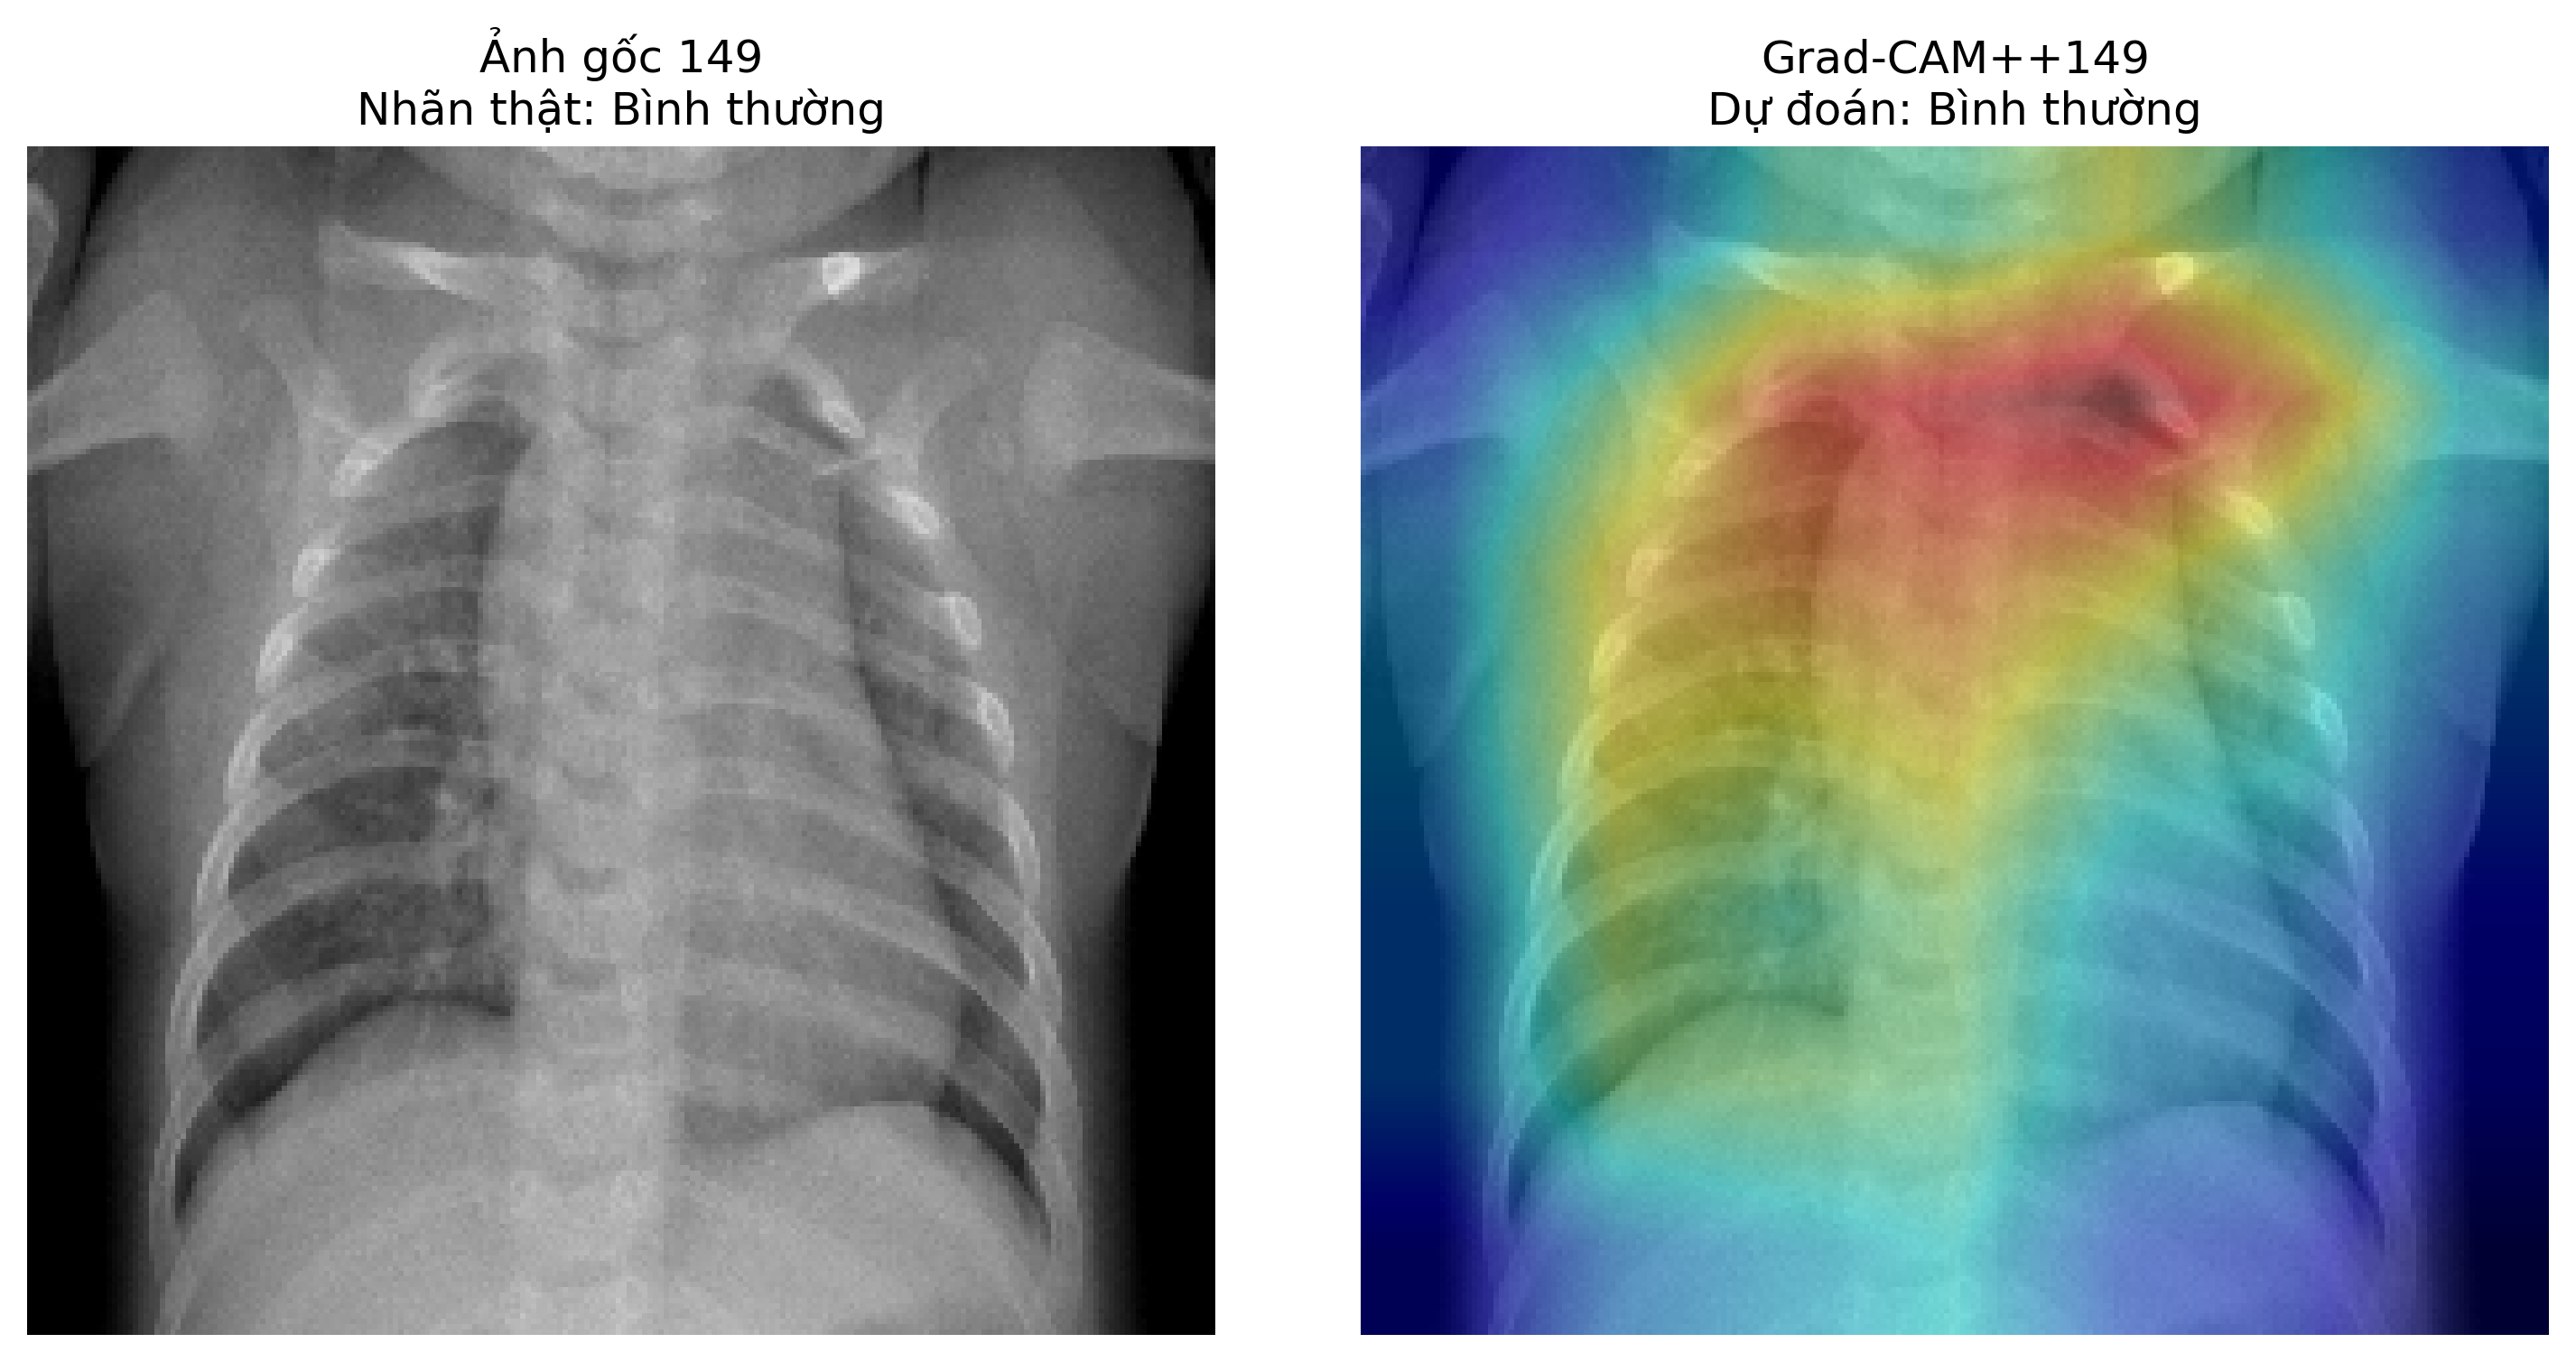 Ảnh gốc 149
Nhãn thật: Bình thường
Grad-CAM++149
Dự đoán: Bình thường